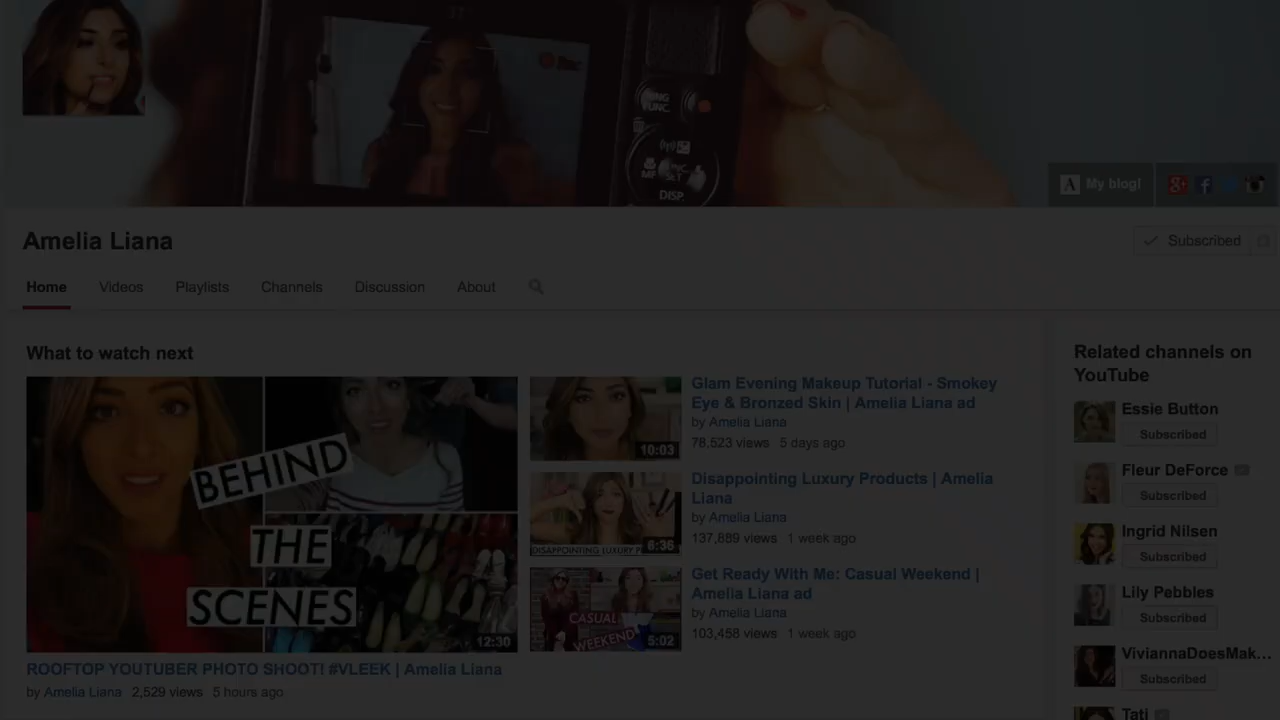 FUNC.
MF
SET
DISP.
A My blog!
Amelia Liana
Subscribed
Home Videos Playlists Channels Discussion About
What to watch next
BEHIND
THE
SCENES
12:30
ROOFTOP YOUTUBER PHOTO SHOOT! #VLEEK | Amelia Liana
by Amelia Liana 2,529 views 5 hours ago
10:03
Glam Evening Makeup Tutorial - Smokey
Eye & Bronzed Skin | Amelia Liana ad
by Amelia Liana
78,523 views 5 days ago
DISAPPOINTING LUXURY
6:36
Disappointing Luxury Products | Amelia
Liana
by Amelia Liana
137,889 views 1 week ago
CASUAL
WEEKEND
5:02
Get Ready With Me: Casual Weekend |
Amelia Liana ad
by Amelia Liana
103,458 views 1 week ago
Related channels on
YouTube
Essie Button
Subscribed
Fleur DeForce
Subscribed
Ingrid Nilsen
Subscribed
Lily Pebbles
Subscribed
ViviannaDoesMak...
Subscribed
Tati